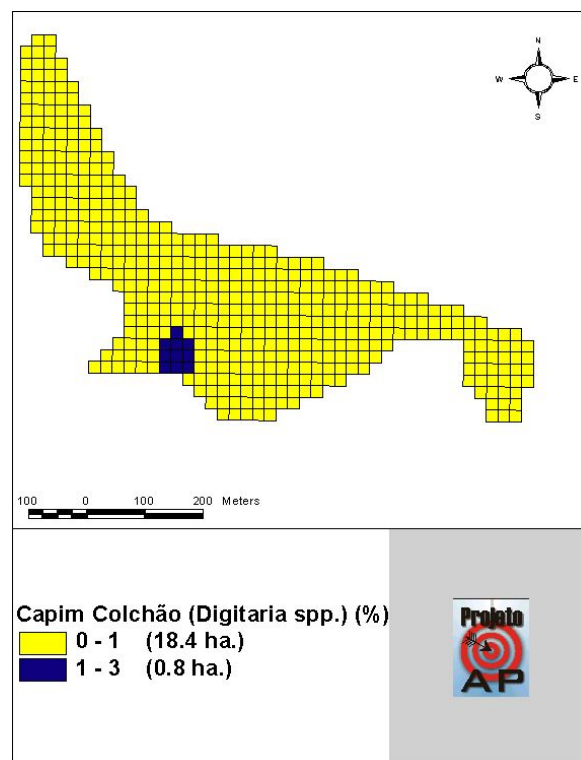 N
W E
S
100 0 100 200 Meters
Capim Colchão (Digitaria spp.) (%)
0 - 1 (18.4 ha.)
1 - 3 (0.8 ha.)
Projeto
AP